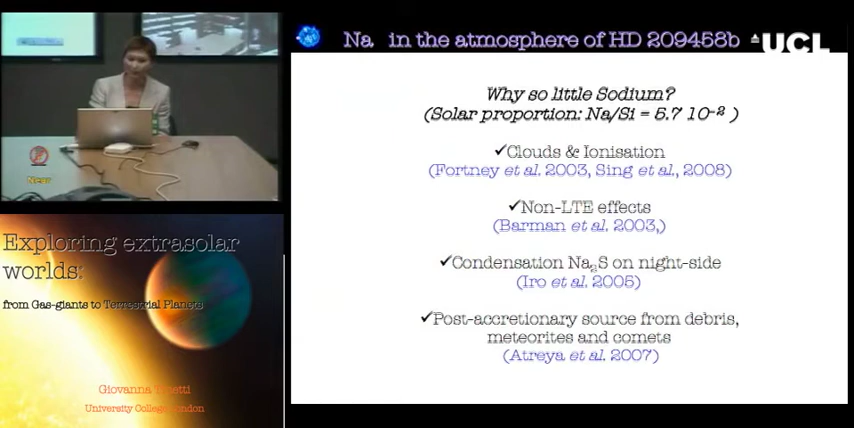 Na in the atmosphere of HD 209458b
UCL
Why so little Sodium?
(Solar proportion: Na/Si = 5.7 10⁻² )
✓Clouds & Ionisation
(Fortney et al. 2003, Sing et al., 2008)
✓Non-LTE effects
(Barman et al. 2003,)
✓Condensation Na₂S on night-side
(Iro et al. 2005)
✓Post-accretionary source from debris,
meteorites and comets
(Atreya et al. 2007)
Near
Exploring extrasolar
worlds:
from Gas-giants to Terrestrial Planets
Giovanna Tinetti
University College London